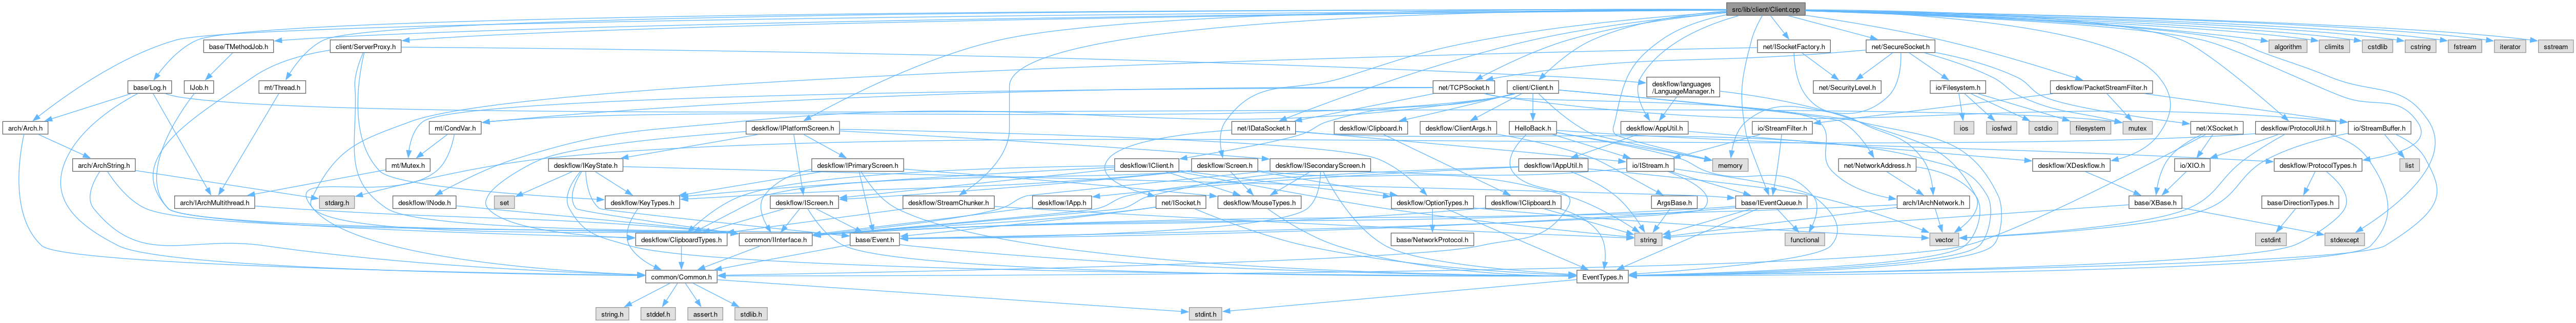 src/lib/client/Client.cpp
base/TMethodJob.h
client/ServerProxy.h
net/ISocketFactory.h
net/SecureSocket.h
algorithm
climits
cstdlib
cstring
fstream
iterator
sstream
base/Log.h
IJob.h
mt/Thread.h
net/TCPSocket.h
client/Client.h
deskflow/languages
/LanguageManager.h
net/SecurityLevel.h
io/Filesystem.h
deskflow/PacketStreamFilter.h
arch/Arch.h
mt/CondVar.h
deskflow/IPlatformScreen.h
net/IDataSocket.h
deskflow/Clipboard.h
deskflow/ClientArgs.h
HelloBack.h
deskflow/AppUtil.h
io/StreamFilter.h
ios
iosfwd
cstdio
filesystem
mutex
net/XSocket.h
deskflow/ProtocolUtil.h
io/StreamBuffer.h
arch/ArchString.h
mt/Mutex.h
deskflow/IKeyState.h
deskflow/IPrimaryScreen.h
deskflow/IClient.h
deskflow/Screen.h
deskflow/ISecondaryScreen.h
deskflow/IAppUtil.h
io/IStream.h
memory
net/NetworkAddress.h
deskflow/XDeskflow.h
io/XIO.h
deskflow/ProtocolTypes.h
list
arch/IArchMultithread.h
stdarg.h
deskflow/INode.h
set
deskflow/KeyTypes.h
deskflow/IScreen.h
deskflow/StreamChunker.h
deskflow/IApp.h
net/ISocket.h
deskflow/MouseTypes.h
deskflow/OptionTypes.h
deskflow/IClipboard.h
ArgsBase.h
base/IEventQueue.h
arch/IArchNetwork.h
base/XBase.h
base/DirectionTypes.h
deskflow/ClipboardTypes.h
common/IInterface.h
base/Event.h
base/NetworkProtocol.h
string
functional
vector
cstdint
stdexcept
common/Common.h
EventTypes.h
string.h
stddef.h
assert.h
stdlib.h
stdint.h